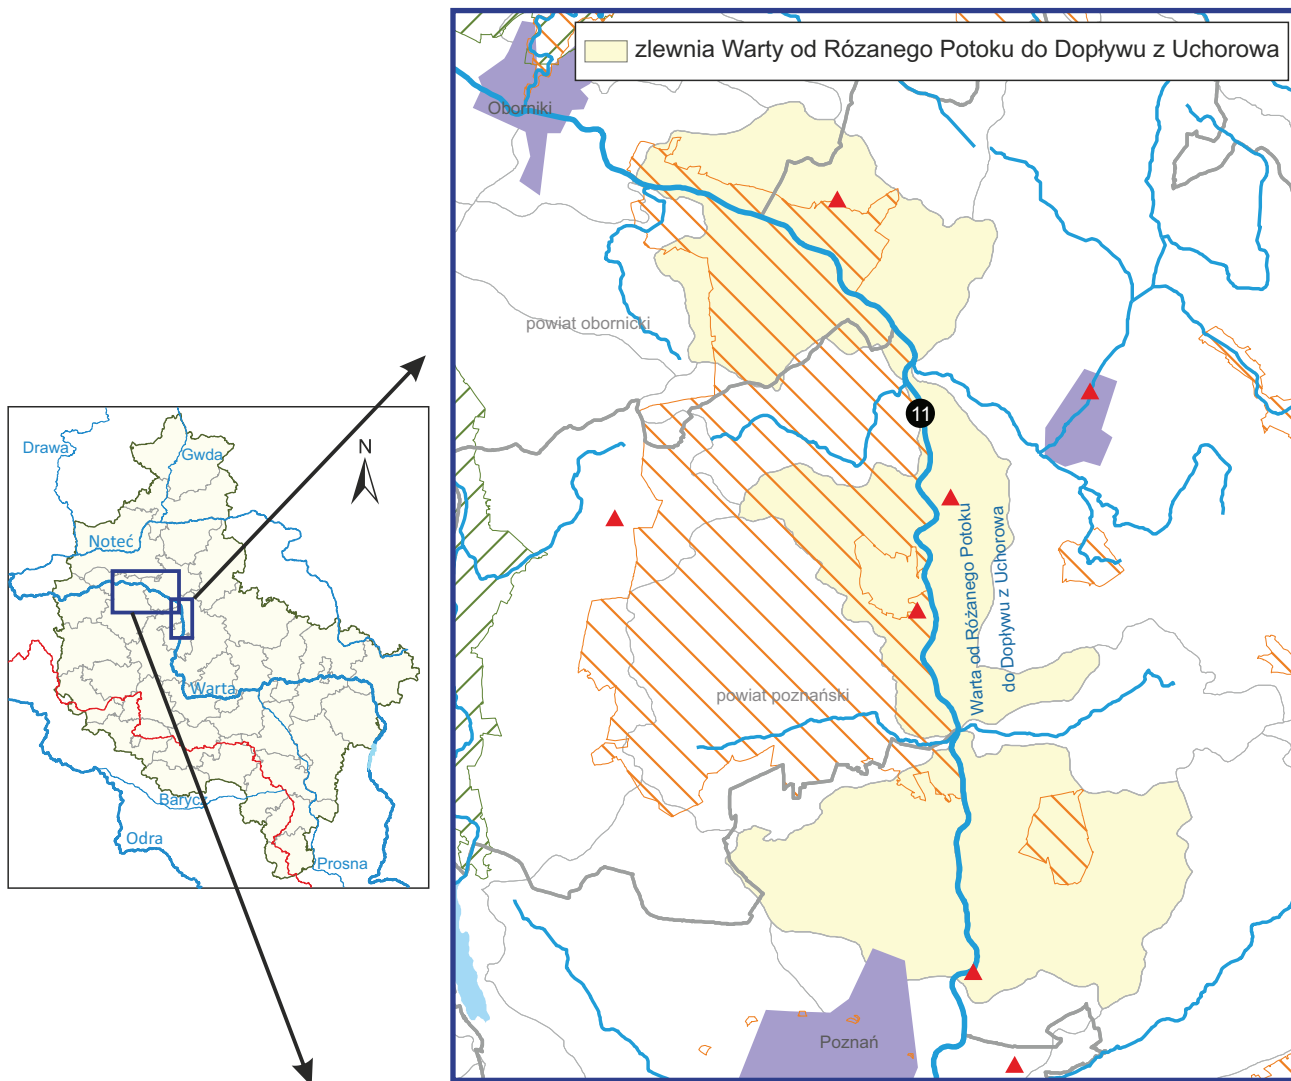 zlewnia Warty od Rózanego Potoku do Dopływu z Uchorowa
Oborniki
powiat obornicki
11
Warta od Różanego Potoku
do Dopływu z Uchorowa
powiat poznański
Poznań
Drawa
Gwda
N
Noteć
Warta
Barycz
Odra
Prosna